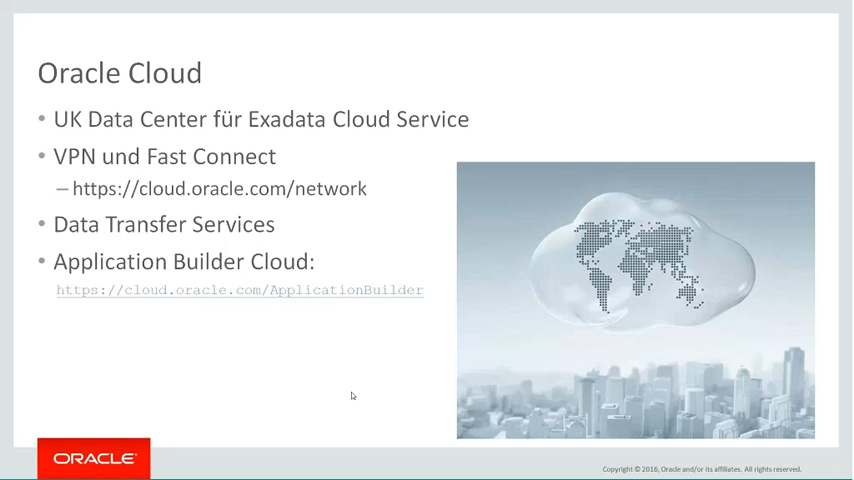 Oracle Cloud
• UK Data Center für Exadata Cloud Service
• VPN und Fast Connect
– https://cloud.oracle.com/network
• Data Transfer Services
• Application Builder Cloud:
https://cloud.oracle.com/ApplicationBuilder
ORACLE®
Copyright © 2016, Oracle and/or its affiliates. All rights reserved.